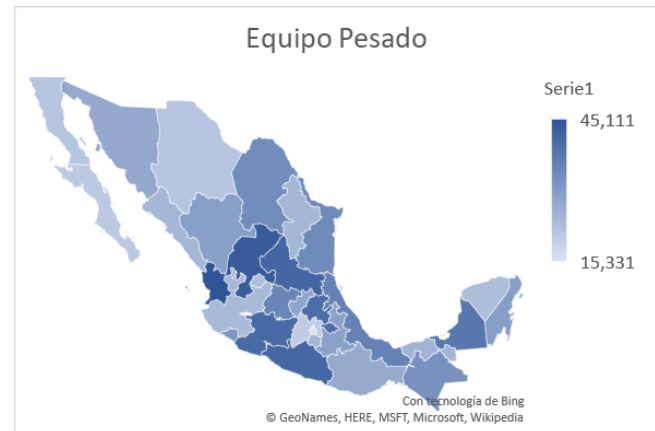 Equipo Pesado
Serie1
45,111
15,331
Con tecnología de Bing
© GeoNames, HERE, MSFT, Microsoft, Wikipedia